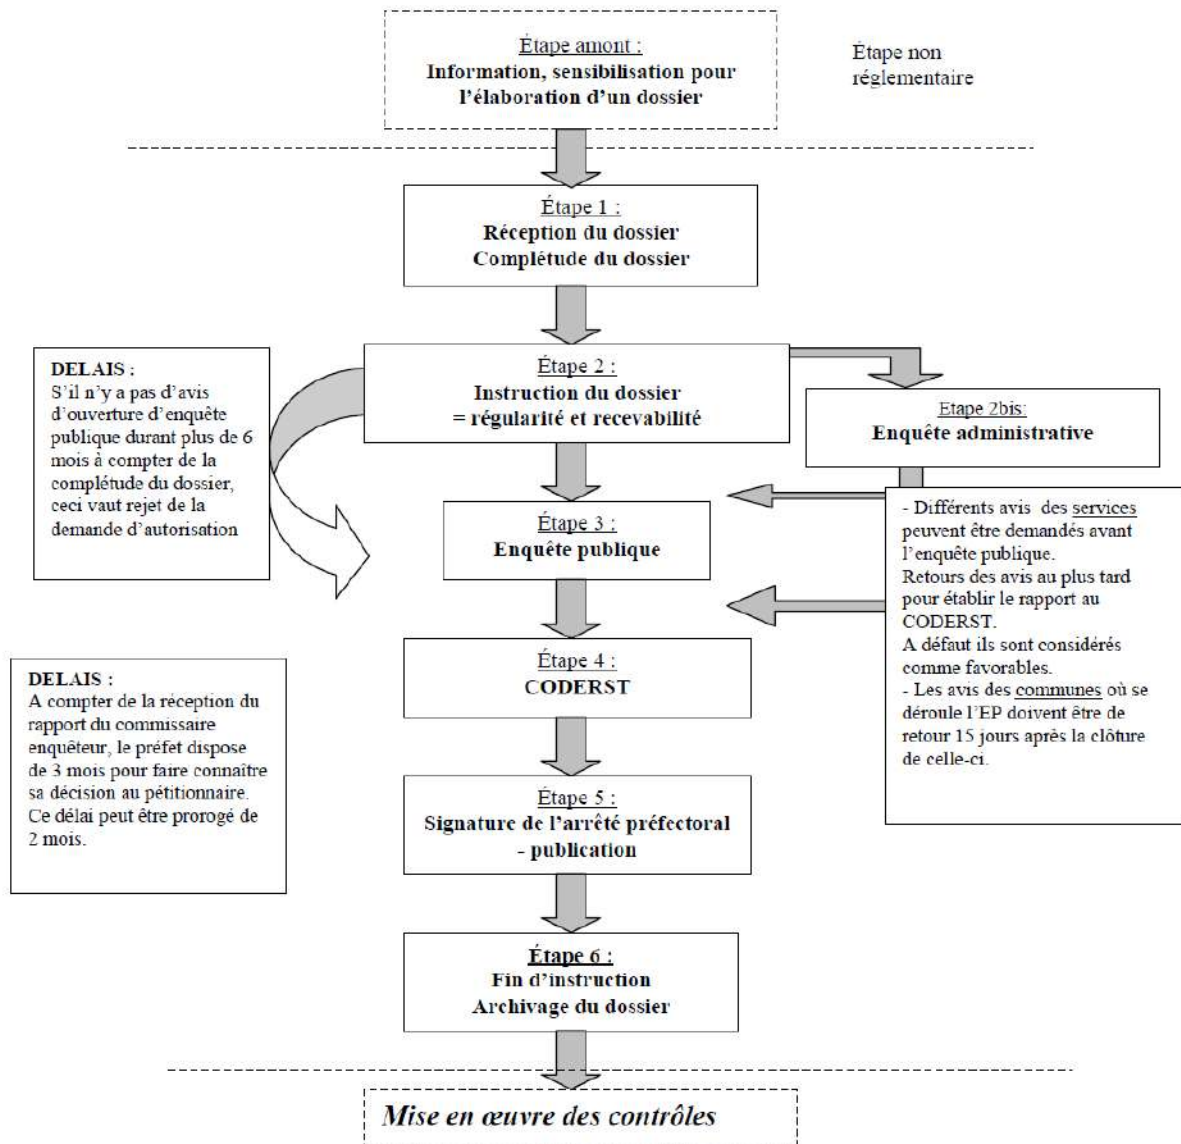 Étape amont :
Information, sensibilisation pour
l'élaboration d'un dossier
Étape non
réglementaire
Étape 1 :
Réception du dossier
Complétude du dossier
DELAIS :
S'il n'y a pas d'avis
d'ouverture d'enquête
publique durant plus de 6
mois à compter de la
complétude du dossier,
ceci vaut rejet de la
demande d'autorisation
Étape 2 :
Instruction du dossier
= régularité et recevabilité
Etape 2bis:
Enquête administrative
Étape 3 :
Enquête publique
- Différents avis des services
peuvent être demandés avant
l'enquête publique.
Retours des avis au plus tard
pour établir le rapport au
CODERST.
A défaut ils sont considérés
comme favorables.
- Les avis des communes où se
déroule l'EP doivent être de
retour 15 jours après la clôture
de celle-ci.
Étape 4 :
CODERST
DELAIS :
A compter de la réception du
rapport du commissaire
enquêteur, le préfet dispose
de 3 mois pour faire connaître
sa décision au pétitionnaire.
Ce délai peut être prorogé de
2 mois.
Étape 5 :
Signature de l'arrêté préfectoral
- publication
Étape 6 :
Fin d'instruction
Archivage du dossier
Mise en œuvre des contrôles